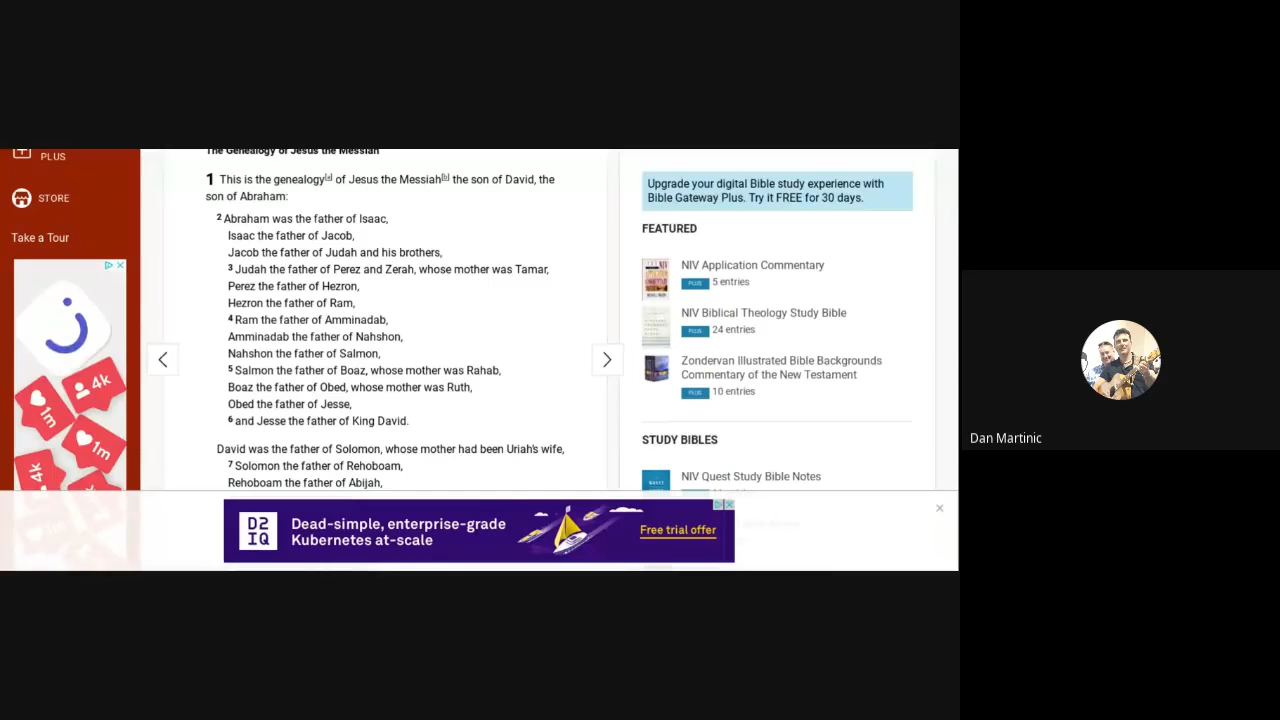 PLUS
STORE
Take a Tour
4k
1m
1m
4k
The Genealogy of Jesus the Messiah
1 This is the genealogy[a] of Jesus the Messiah[b] the son of David, the
son of Abraham:
2 Abraham was the father of Isaac,
Isaac the father of Jacob,
Jacob the father of Judah and his brothers,
3 Judah the father of Perez and Zerah, whose mother was Tamar,
Perez the father of Hezron,
Hezron the father of Ram,
4 Ram the father of Amminadab,
Amminadab the father of Nahshon,
Nahshon the father of Salmon,
5 Salmon the father of Boaz, whose mother was Rahab,
Boaz the father of Obed, whose mother was Ruth,
Obed the father of Jesse,
6 and Jesse the father of King David.
David was the father of Solomon, whose mother had been Uriah's wife,
7 Solomon the father of Rehoboam,
Rehoboam the father of Abijah,
Upgrade your digital Bible study experience with
Bible Gateway Plus. Try it FREE for 30 days.
FEATURED
NIV Application Commentary
PLUS 5 entries
NIV Biblical Theology Study Bible
PLUS 24 entries
Zondervan Illustrated Bible Backgrounds
Commentary of the New Testament
PLUS 10 entries
STUDY BIBLES
NIV Quest Study Bible Notes
D2
IQ
Dead-simple, enterprise-grade
Kubernetes at-scale
Free trial offer
Dan Martinic